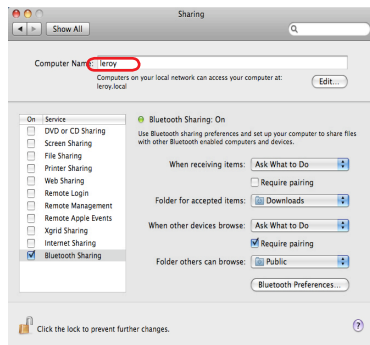 Sharing
Show All
Computer Name: leroy
Computers on your local network can access your computer at:
leroy.local
Edit...
On Service
DVD or CD Sharing
Screen Sharing
File Sharing
Printer Sharing
Web Sharing
Remote Login
Remote Management
Remote Apple Events
Xgrid Sharing
Internet Sharing
Bluetooth Sharing
Bluetooth Sharing: On
Use Bluetooth sharing preferences and set up your computer to share files
with other Bluetooth enabled computers and devices.
When receiving items: Ask What to Do
Require pairing
Folder for accepted items: Downloads
When other devices browse: Ask What to Do
Require pairing
Folder others can browse: Public
Bluetooth Preferences...
Click the lock to prevent further changes.
?